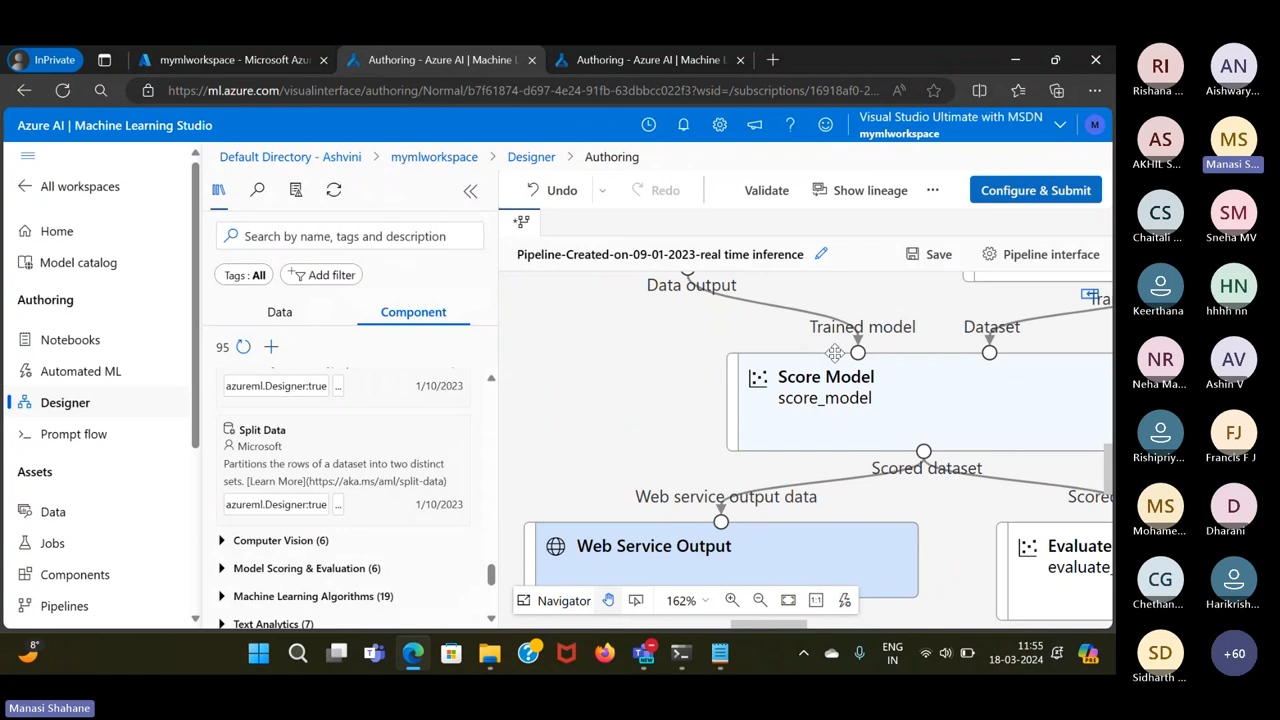 InPrivate
mymlworkspace - Microsoft Azu
Authoring - Azure AI | Machine L
Authoring - Azure AI | Machine L
https://ml.azure.com/visualinterface/authoring/Normal/b7f61874-d697-4e24-91fb-63dbbcc022f3?wsid=/subscriptions/16918af0-2...
Azure AI | Machine Learning Studio
Visual Studio Ultimate with MSDN
mymlworkspace
M
All workspaces
Home
Model catalog
Authoring
Notebooks
Automated ML
Designer
Prompt flow
Assets
Data
Jobs
Components
Pipelines
Default Directory - Ashvini
mymlworkspace
Designer
Authoring
Search by name, tags and description
Tags : All
Add filter
Data
Component
95
azureml.Designer:true
...
1/10/2023
Split Data
Microsoft
Partitions the rows of a dataset into two distinct
sets. [Learn More](https://aka.ms/aml/split-data)
azureml.Designer:true
...
1/10/2023
Computer Vision (6)
Model Scoring & Evaluation (6)
Machine Learning Algorithms (19)
Text Analytics (7)
Undo
Redo
Validate
Show lineage
Configure & Submit
Pipeline-Created-on-09-01-2023-real time inference
Save
Pipeline interface
Data output
Trained model
Dataset
Tra
Score Model
score_model
Scored dataset
Web service output data
Score
Web Service Output
Evaluate
evaluate_
Navigator
162%
1:1
8°
NEW
ENG
IN
11:55
18-03-2024
PRE
RI
Rishana ...
AN
Aishwary...
AS
AKHIL S...
MS
Manasi S...
CS
Chaitali ...
SM
Sneha MV
Keerthana
HN
hhhh nn
NR
Neha Ma...
AV
Ashin V
Rishipriy...
FJ
Francis F J
MS
Mohame...
D
Dharani
CG
Chethan...
Harikrish...
SD
Sidharth ...
+60
Manasi Shahane